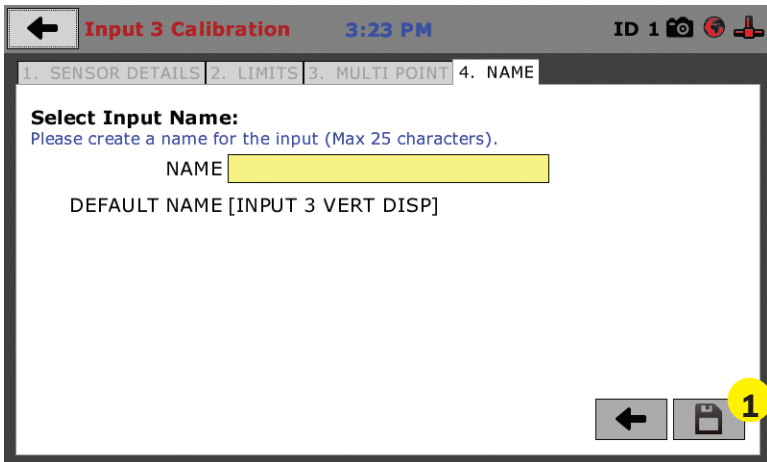 Input 3 Calibration 3:23 PM ID 1
1. SENSOR DETAILS 2. LIMITS 3. MULTI POINT 4. NAME
Select Input Name:
Please create a name for the input (Max 25 characters).
NAME
DEFAULT NAME [INPUT 3 VERT DISP]
1